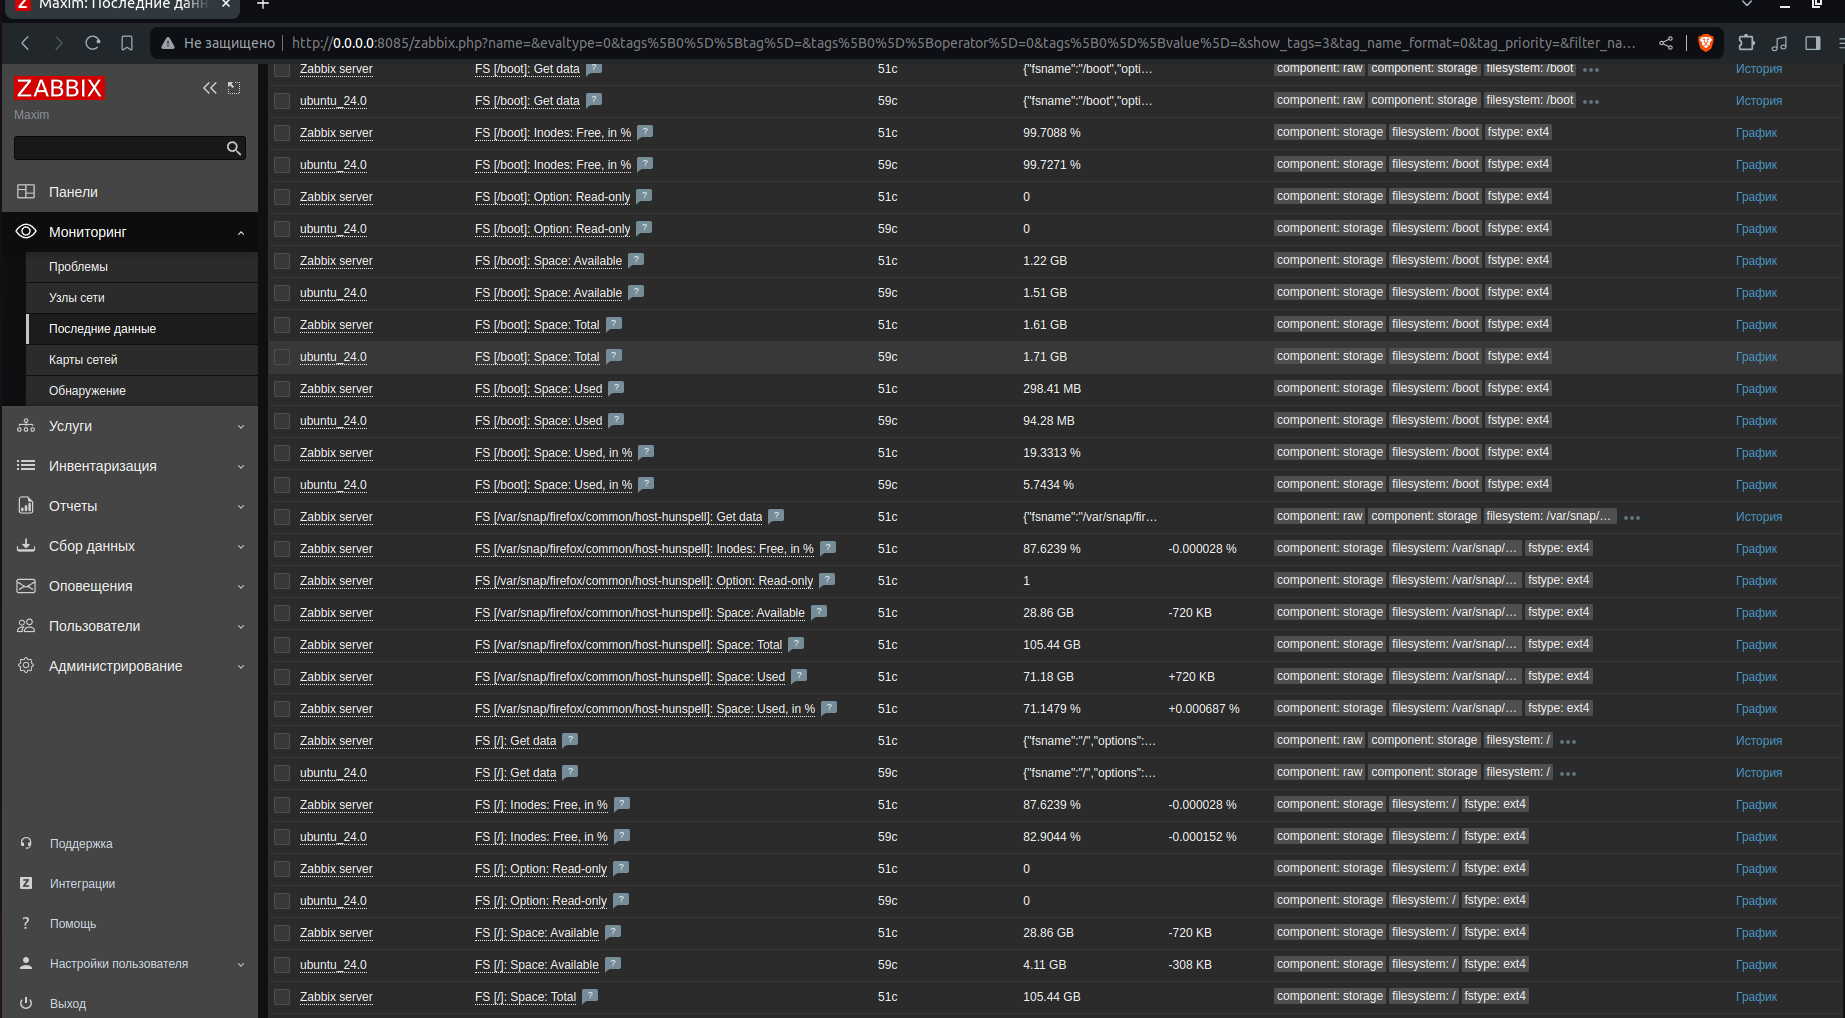 Maxim: Последние данн
Не защищено http://0.0.0.0:8085/zabbix.php?name=&evaltype=0&tags%5B0%5D%5Btag%5D=&tags%5B0%5D%5Boperator%5D=0&tags%5B0%5D%5Bvalue%5D=&show_tags=3&tag_name_format=0&tag_priority=&filter_na...
ZABBIX
Maxim
Панели
Мониторинг
Проблемы
Узлы сети
Последние данные
Карты сетей
Обнаружение
Услуги
Инвентаризация
Отчеты
Сбор данных
Оповещения
Пользователи
Администрирование
Поддержка
Интеграции
Помощь
Настройки пользователя
Выход
Zabbix server FS [/boot]: Get data ? 51с {"fsname":"/boot","opti... component: raw component: storage filesystem: /boot ••• История
ubuntu_24.0 FS [/boot]: Get data ? 59с {"fsname":"/boot","opti... component: raw component: storage filesystem: /boot ••• История
Zabbix server FS [/boot]: Inodes: Free, in % ? 51с 99.7088 % component: storage filesystem: /boot fstype: ext4 График
ubuntu_24.0 FS [/boot]: Inodes: Free, in % ? 59с 99.7271 % component: storage filesystem: /boot fstype: ext4 График
Zabbix server FS [/boot]: Option: Read-only ? 51с 0 component: storage filesystem: /boot fstype: ext4 График
ubuntu_24.0 FS [/boot]: Option: Read-only ? 59с 0 component: storage filesystem: /boot fstype: ext4 График
Zabbix server FS [/boot]: Space: Available ? 51с 1.22 GB component: storage filesystem: /boot fstype: ext4 График
ubuntu_24.0 FS [/boot]: Space: Available ? 59с 1.51 GB component: storage filesystem: /boot fstype: ext4 График
Zabbix server FS [/boot]: Space: Total ? 51с 1.61 GB component: storage filesystem: /boot fstype: ext4 График
ubuntu_24.0 FS [/boot]: Space: Total ? 59с 1.71 GB component: storage filesystem: /boot fstype: ext4 График
Zabbix server FS [/boot]: Space: Used ? 51с 298.41 MB component: storage filesystem: /boot fstype: ext4 График
ubuntu_24.0 FS [/boot]: Space: Used ? 59с 94.28 MB component: storage filesystem: /boot fstype: ext4 График
Zabbix server FS [/boot]: Space: Used, in % ? 51с 19.3313 % component: storage filesystem: /boot fstype: ext4 График
ubuntu_24.0 FS [/boot]: Space: Used, in % ? 59с 5.7434 % component: storage filesystem: /boot fstype: ext4 График
Zabbix server FS [/var/snap/firefox/common/host-hunspell]: Get data ? 51с {"fsname":"/var/snap/fir... component: raw component: storage filesystem: /var/snap/... ••• История
Zabbix server FS [/var/snap/firefox/common/host-hunspell]: Inodes: Free, in % ? 51с 87.6239 % -0.000028 % component: storage filesystem: /var/snap/... fstype: ext4 График
Zabbix server FS [/var/snap/firefox/common/host-hunspell]: Option: Read-only ? 51с 1 component: storage filesystem: /var/snap/... fstype: ext4 График
Zabbix server FS [/var/snap/firefox/common/host-hunspell]: Space: Available ? 51с 28.86 GB -720 KB component: storage filesystem: /var/snap/... fstype: ext4 График
Zabbix server FS [/var/snap/firefox/common/host-hunspell]: Space: Total ? 51с 105.44 GB component: storage filesystem: /var/snap/... fstype: ext4 График
Zabbix server FS [/var/snap/firefox/common/host-hunspell]: Space: Used ? 51с 71.18 GB +720 KB component: storage filesystem: /var/snap/... fstype: ext4 График
Zabbix server FS [/var/snap/firefox/common/host-hunspell]: Space: Used, in % ? 51с 71.1479 % +0.000687 % component: storage filesystem: /var/snap/... fstype: ext4 График
Zabbix server FS [/]: Get data ? 51с {"fsname":"/","options":... component: raw component: storage filesystem: / ••• История
ubuntu_24.0 FS [/]: Get data ? 59с {"fsname":"/","options":... component: raw component: storage filesystem: / ••• История
Zabbix server FS [/]: Inodes: Free, in % ? 51с 87.6239 % -0.000028 % component: storage filesystem: / fstype: ext4 График
ubuntu_24.0 FS [/]: Inodes: Free, in % ? 59с 82.9044 % -0.000152 % component: storage filesystem: / fstype: ext4 График
Zabbix server FS [/]: Option: Read-only ? 51с 0 component: storage filesystem: / fstype: ext4 График
ubuntu_24.0 FS [/]: Option: Read-only ? 59с 0 component: storage filesystem: / fstype: ext4 График
Zabbix server FS [/]: Space: Available ? 51с 28.86 GB -720 KB component: storage filesystem: / fstype: ext4 График
ubuntu_24.0 FS [/]: Space: Available ? 59с 4.11 GB -308 KB component: storage filesystem: / fstype: ext4 График
Zabbix server FS [/]: Space: Total ? 51с 105.44 GB component: storage filesystem: / fstype: ext4 График